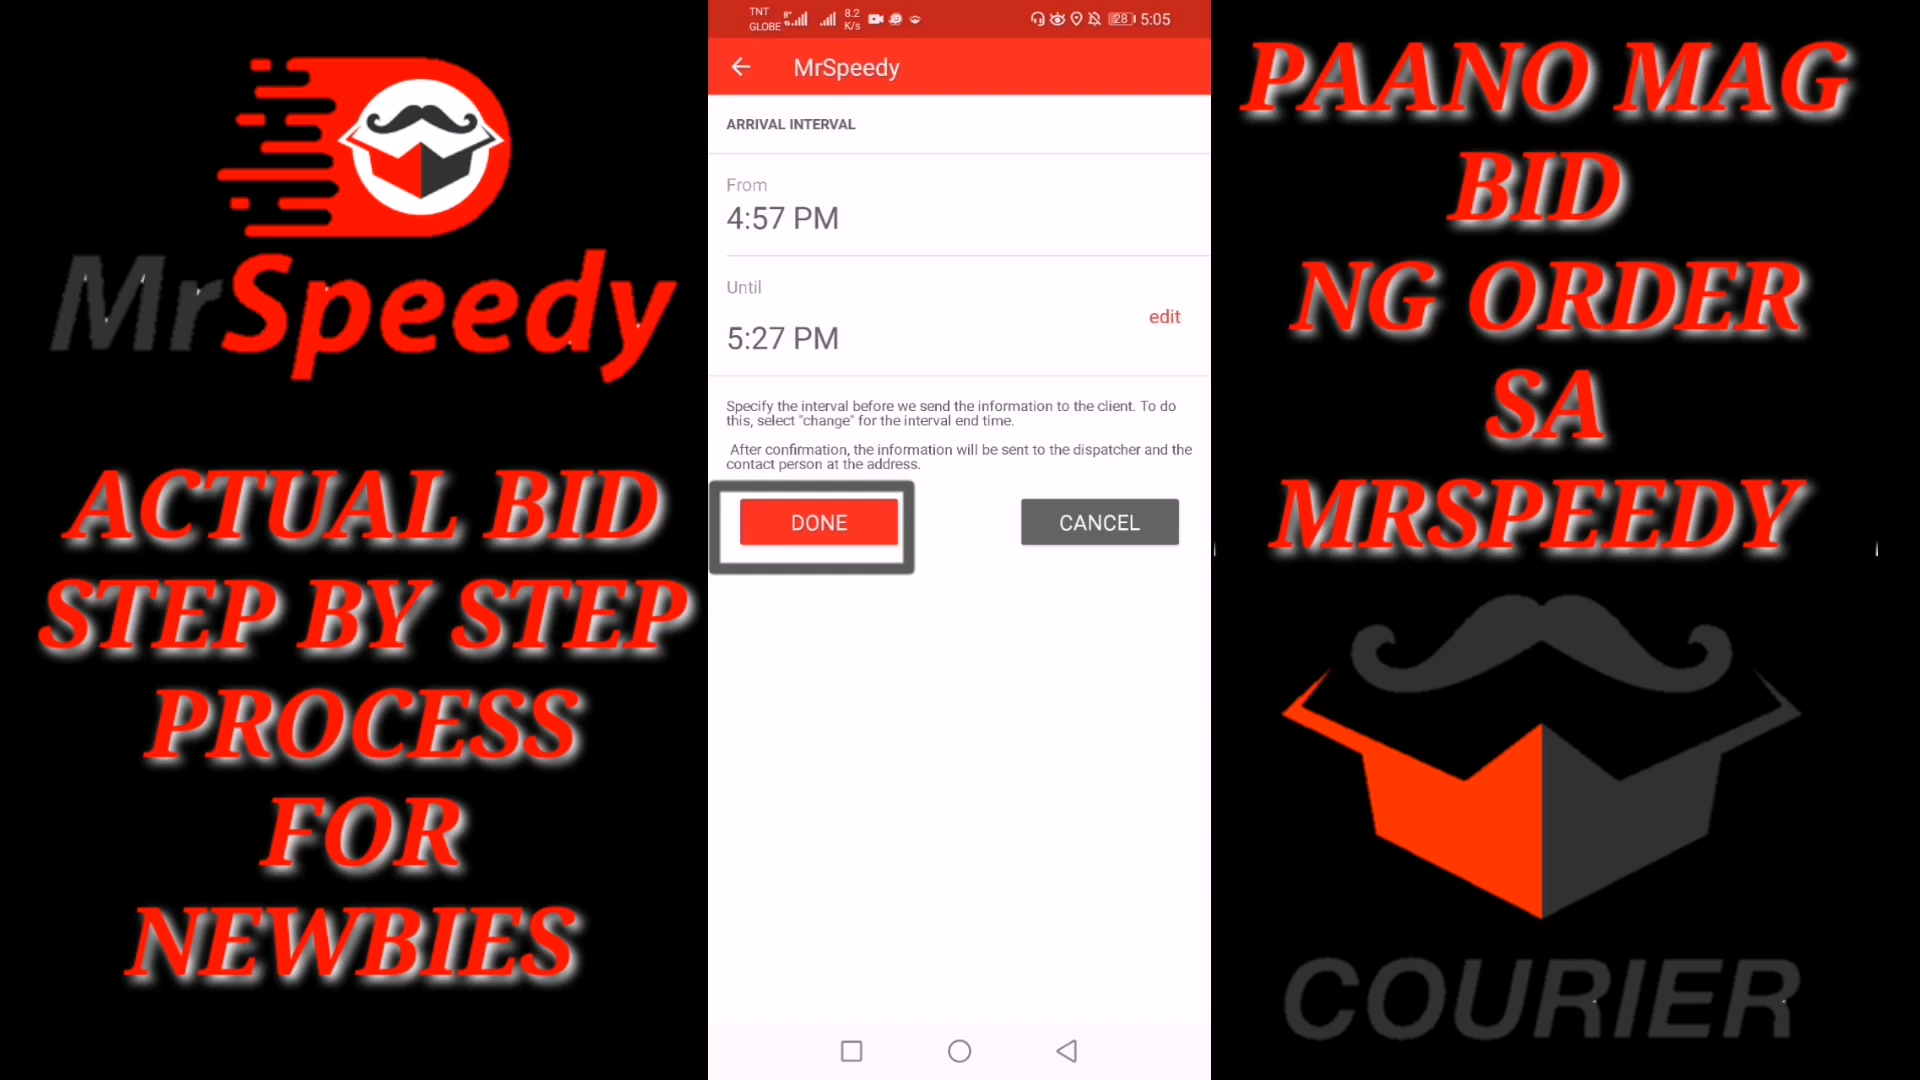 MrSpeedy
ACTUAL BID
STEP BY STEP
PROCESS
FOR
NEWBIES
TNT
GLOBE
8.2
K/s
28
5:05
MrSpeedy
ARRIVAL INTERVAL
From
4:57 PM
Until
5:27 PM
edit
Specify the interval before we send the information to the client. To do
this, select "change" for the interval end time.
After confirmation, the information will be sent to the dispatcher and the
contact person at the address.
DONE
CANCEL
PAANO MAG
BID
NG ORDER
SA
MRSPEEDY
COURIER